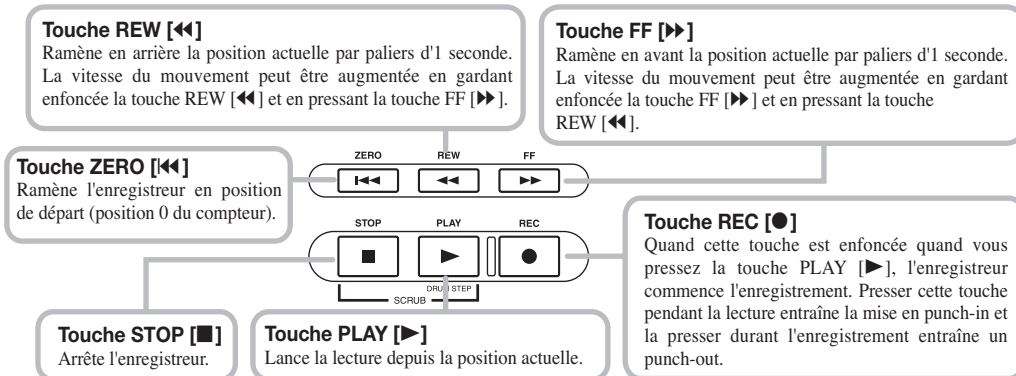 Touche REW [◀◀]
Ramène en arrière la position actuelle par paliers d'1 seconde.
La vitesse du mouvement peut être augmentée en gardant
enfoncée la touche REW [◀◀] et en pressant la touche FF [▶▶].
Touche FF [▶▶]
Ramène en avant la position actuelle par paliers d'1 seconde.
La vitesse du mouvement peut être augmentée en gardant
enfoncée la touche FF [▶▶] et en pressant la touche
REW [◀◀].
Touche ZERO [I◀◀]
Ramène l'enregistreur en position
de départ (position 0 du compteur).
ZERO REW FF
STOP PLAY REC
DRUM STEP
SCRUB
Touche REC [●]
Quand cette touche est enfoncée quand vous
pressez la touche PLAY [▶], l'enregistreur
commence l'enregistrement. Presser cette touche
pendant la lecture entraîne la mise en punch-in et
la presser durant l'enregistrement entraîne un
punch-out.
Touche STOP [■]
Arrête l'enregistreur.
Touche PLAY [▶]
Lance la lecture depuis la position actuelle.